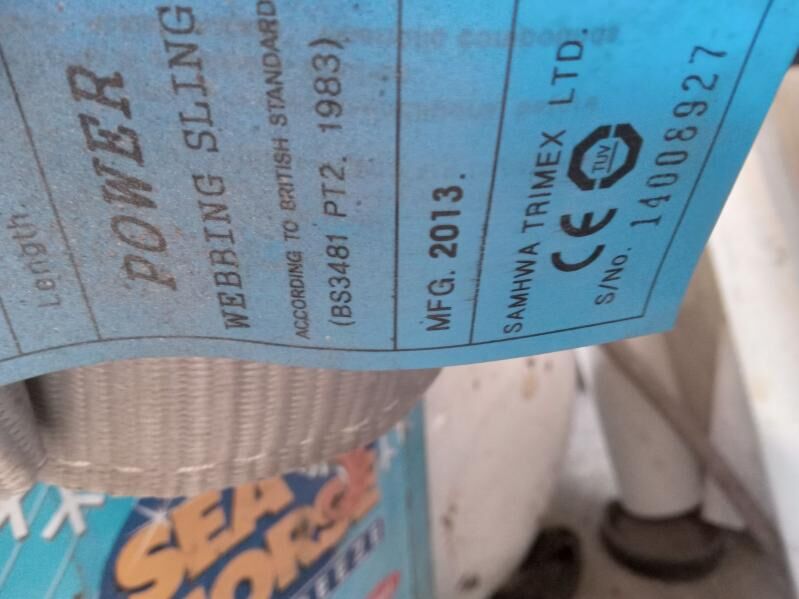 Length.
POWER
WEBBING SLING
ACCORDING TO BRITISH STANDARD
(BS3481 PT2. 1983)
MFG. 2013.
SAMHWA TRIMEX LTD.
CE TUV
S/No. 14008927
SEA
HORSE